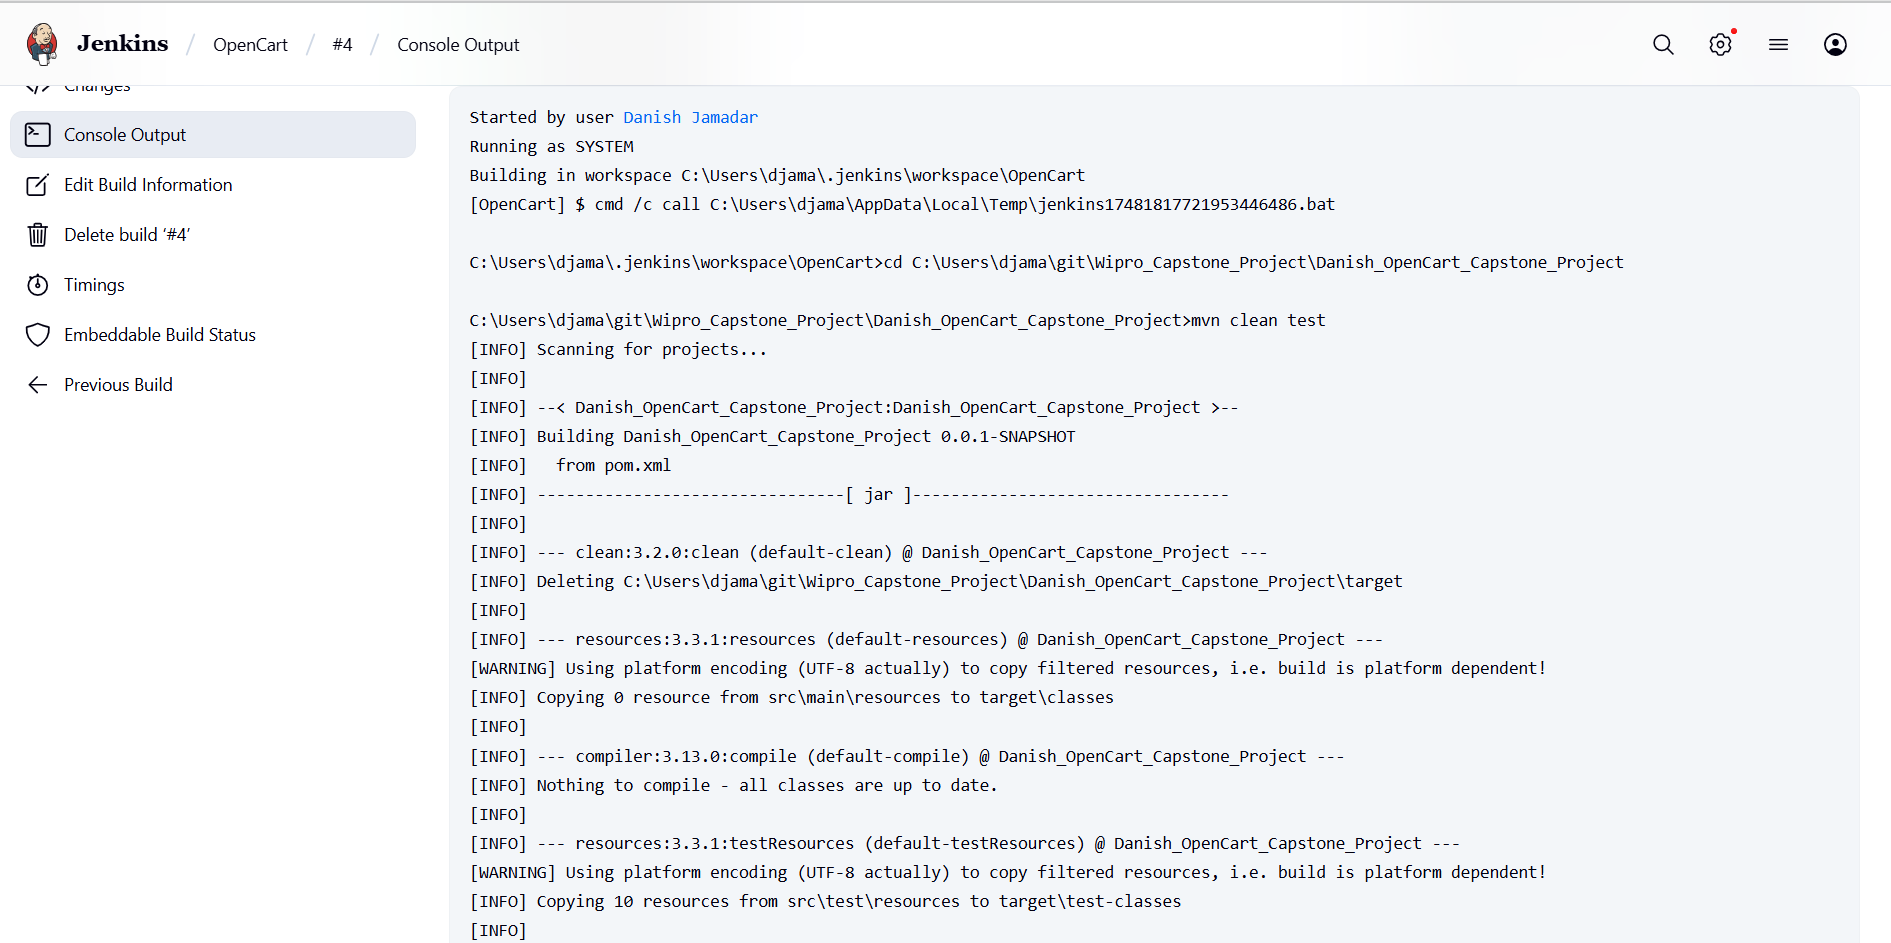 Jenkins / OpenCart / #4 / Console Output
Changes
Console Output
Edit Build Information
Delete build ‘#4’
Timings
Embeddable Build Status
Previous Build
Started by user Danish Jamadar
Running as SYSTEM
Building in workspace C:\Users\djama\.jenkins\workspace\OpenCart
[OpenCart] $ cmd /c call C:\Users\djama\AppData\Local\Temp\jenkins17481817721953446486.bat
C:\Users\djama\.jenkins\workspace\OpenCart>cd C:\Users\djama\git\Wipro_Capstone_Project\Danish_OpenCart_Capstone_Project
C:\Users\djama\git\Wipro_Capstone_Project\Danish_OpenCart_Capstone_Project>mvn clean test
[INFO] Scanning for projects...
[INFO]
[INFO] --< Danish_OpenCart_Capstone_Project:Danish_OpenCart_Capstone_Project >--
[INFO] Building Danish_OpenCart_Capstone_Project 0.0.1-SNAPSHOT
[INFO]   from pom.xml
[INFO] --------------------------------[ jar ]---------------------------------
[INFO]
[INFO] --- clean:3.2.0:clean (default-clean) @ Danish_OpenCart_Capstone_Project ---
[INFO] Deleting C:\Users\djama\git\Wipro_Capstone_Project\Danish_OpenCart_Capstone_Project\target
[INFO]
[INFO] --- resources:3.3.1:resources (default-resources) @ Danish_OpenCart_Capstone_Project ---
[WARNING] Using platform encoding (UTF-8 actually) to copy filtered resources, i.e. build is platform dependent!
[INFO] Copying 0 resource from src\main\resources to target\classes
[INFO]
[INFO] --- compiler:3.13.0:compile (default-compile) @ Danish_OpenCart_Capstone_Project ---
[INFO] Nothing to compile - all classes are up to date.
[INFO]
[INFO] --- resources:3.3.1:testResources (default-testResources) @ Danish_OpenCart_Capstone_Project ---
[WARNING] Using platform encoding (UTF-8 actually) to copy filtered resources, i.e. build is platform dependent!
[INFO] Copying 10 resources from src\test\resources to target\test-classes
[INFO]